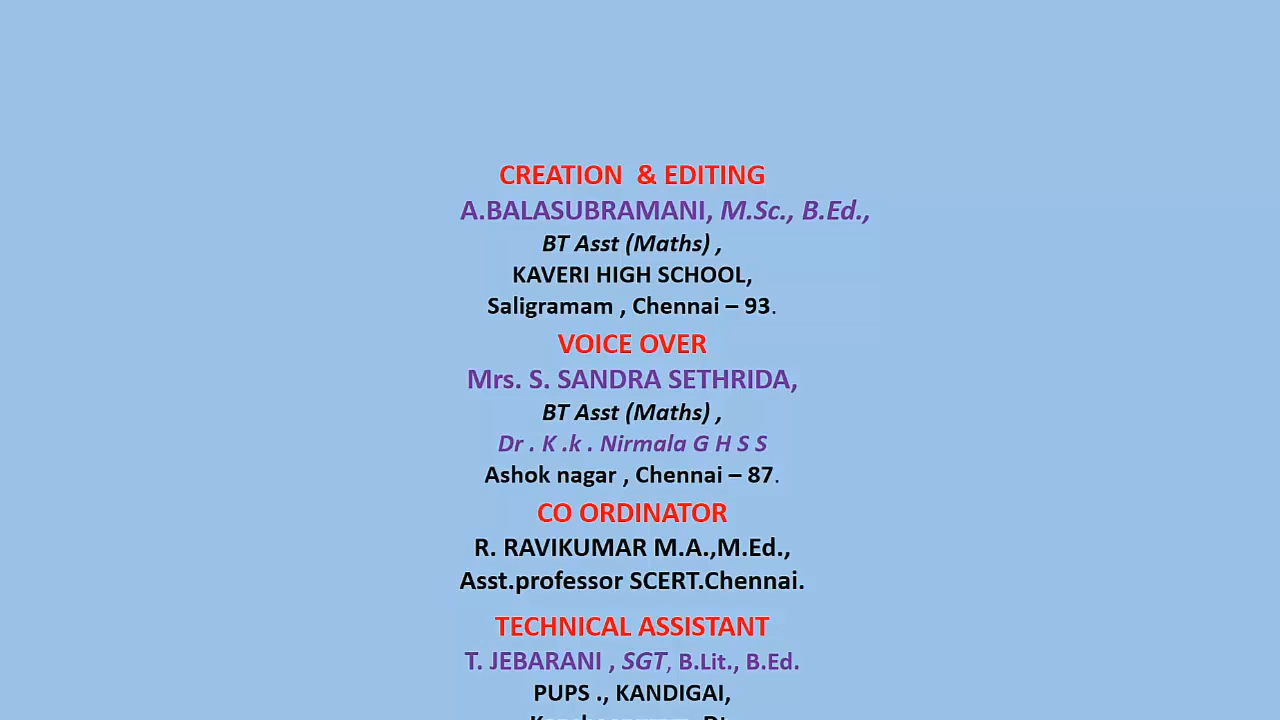 CREATION & EDITING
A.BALASUBRAMANI, M.Sc., B.Ed.,
BT Asst (Maths) ,
KAVERI HIGH SCHOOL,
Saligramam , Chennai – 93.
VOICE OVER
Mrs. S. SANDRA SETHRIDA,
BT Asst (Maths) ,
Dr . K .k . Nirmala G H S S
Ashok nagar , Chennai – 87.
CO ORDINATOR
R. RAVIKUMAR M.A.,M.Ed.,
Asst.professor SCERT.Chennai.
TECHNICAL ASSISTANT
T. JEBARANI , SGT, B.Lit., B.Ed.
PUPS ., KANDIGAI,